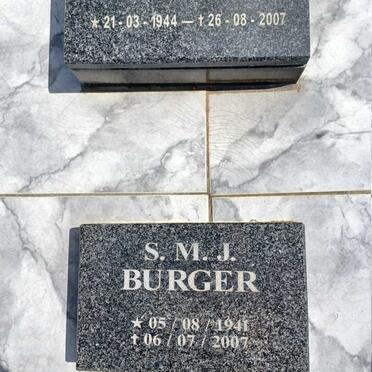 ★ 21 - 03 - 1944 — † 26 - 08 - 2007
S. M. J.
BURGER
★ 05 / 08 / 1941
† 06 / 07 / 2007